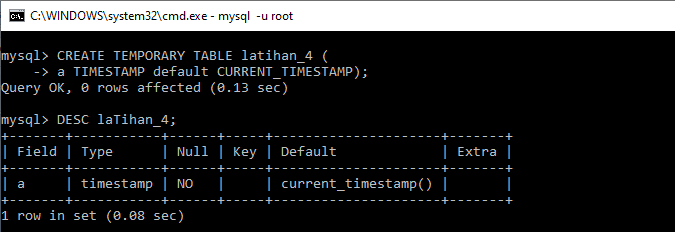 C:\WINDOWS\system32\cmd.exe - mysql  -u root
mysql> CREATE TEMPORARY TABLE latihan_4 (
    -> a TIMESTAMP default CURRENT_TIMESTAMP);
Query OK, 0 rows affected (0.13 sec)
mysql> DESC laTihan_4;
+-------+-----------+------+-----+---------------------+-------+
| Field | Type      | Null | Key | Default             | Extra |
+-------+-----------+------+-----+---------------------+-------+
| a     | timestamp | NO   |     | current_timestamp() |       |
+-------+-----------+------+-----+---------------------+-------+
1 row in set (0.08 sec)